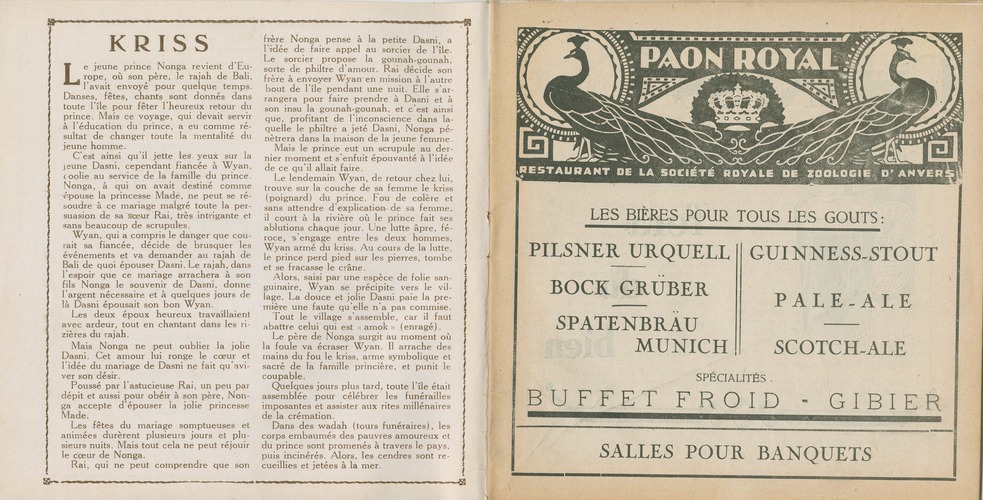 KRISS
Le jeune prince Nonga revient d'Eu-
rope, où son père, le rajah de Bali,
l'avait envoyé pour quelque temps.
Danses, fêtes, chants sont donnés dans
toute l'île pour fêter l'heureux retour du
prince. Mais ce voyage, qui devait servir
à l'éducation du prince, a eu comme ré-
sultat de changer toute la mentalité du
jeune homme.
C'est ainsi qu'il jette les yeux sur la
jeune Dasni, cependant fiancée à Wyan,
coolie au service de la famille du prince.
Nonga, à qui on avait destiné comme
épouse la princesse Made, ne peut se ré-
soudre à ce mariage malgré toute la per-
suasion de sa sœur Rai, très intrigante et
sans beaucoup de scrupules.
Wyan, qui a compris le danger que cou-
rait sa fiancée, décide de brusquer les
événements et va demander au rajah de
Bali de quoi épouser Dasni. Le rajah, dans
l'espoir que ce mariage arrachera à son
fils Nonga le souvenir de Dasni, donne
l'argent nécessaire et à quelques jours de
là Dasni épousait son bon Wyan.
Les deux époux heureux travaillaient
avec ardeur, tout en chantant dans les ri-
zières du rajah.
Mais Nonga ne peut oublier la jolie
Dasni. Cet amour lui ronge le cœur et
l'idée du mariage de Dasni ne fait qu'avi-
ver son désir.
Poussé par l'astucieuse Rai, un peu par
dépit et aussi pour obéir à son père, Non-
ga accepte d'épouser la jolie princesse
Made.
Les fêtes du mariage somptueuses et
animées durèrent plusieurs jours et plu-
sieurs nuits. Mais tout cela ne peut réjouir
le cœur de Nonga.
Rai, qui ne peut comprendre que son
frère Nonga pense à la petite Dasni, a
l'idée de faire appel au sorcier de l'île.
Le sorcier propose la gounah-gounah,
sorte de philtre d'amour. Rai décide son
frère à envoyer Wyan en mission à l'autre
bout de l'île pendant une nuit. Elle s'ar-
rangera pour faire prendre à Dasni et à
son insu la gounah-gounah, et c'est ainsi
que, profitant de l'inconscience dans la-
quelle le philtre a jeté Dasni, Nonga pé-
nètrera dans la maison de la jeune femme.
Mais le prince eut un scrupule au der-
nier moment et s'enfuit épouvanté à l'idée
de ce qu'il allait faire.
Le lendemain Wyan, de retour chez lui,
trouve sur la couche de sa femme le kriss
(poignard) du prince. Fou de colère et
sans attendre d'explication de sa femme,
il court à la rivière où le prince fait ses
ablutions chaque jour. Une lutte âpre, fé-
roce, s'engage entre les deux hommes,
Wyan armé du kriss. Au cours de la lutte,
le prince perd pied sur les pierres, tombe
et se fracasse le crâne.
Alors, saisi par une espèce de folie san-
guinaire, Wyan se précipite vers le vil-
lage. La douce et jolie Dasni paie la pre-
mière une faute qu'elle n'a pas commise.
Tout le village s'assemble, car il faut
abattre celui qui est « amok » (enragé).
Le père de Nonga surgit au moment où
la foule va écraser Wyan. Il arrache des
mains du fou le kriss, arme symbolique et
sacré de la famille princière, et punit le
coupable.
Quelques jours plus tard, toute l'île était
assemblée pour célébrer les funérailles
imposantes et assister aux rites millénaires
de la crémation.
Dans des wadah (tours funéraires), les
corps embaumés des pauvres amoureux et
du prince sont promenés à travers le pays,
puis incinérés. Alors, les cendres sont re-
cueillies et jetées à la mer.
PAON ROYAL
RESTAURANT DE LA SOCIÉTÉ ROYALE DE ZOOLOGIE D'ANVERS
LES BIÈRES POUR TOUS LES GOUTS:
PILSNER URQUELL
BOCK GRÜBER
SPATENBRÄU
MUNICH
GUINNESS-STOUT
PALE-ALE
SCOTCH-ALE
SPÉCIALITÉS.
BUFFET FROID - GIBIER
SALLES POUR BANQUETS